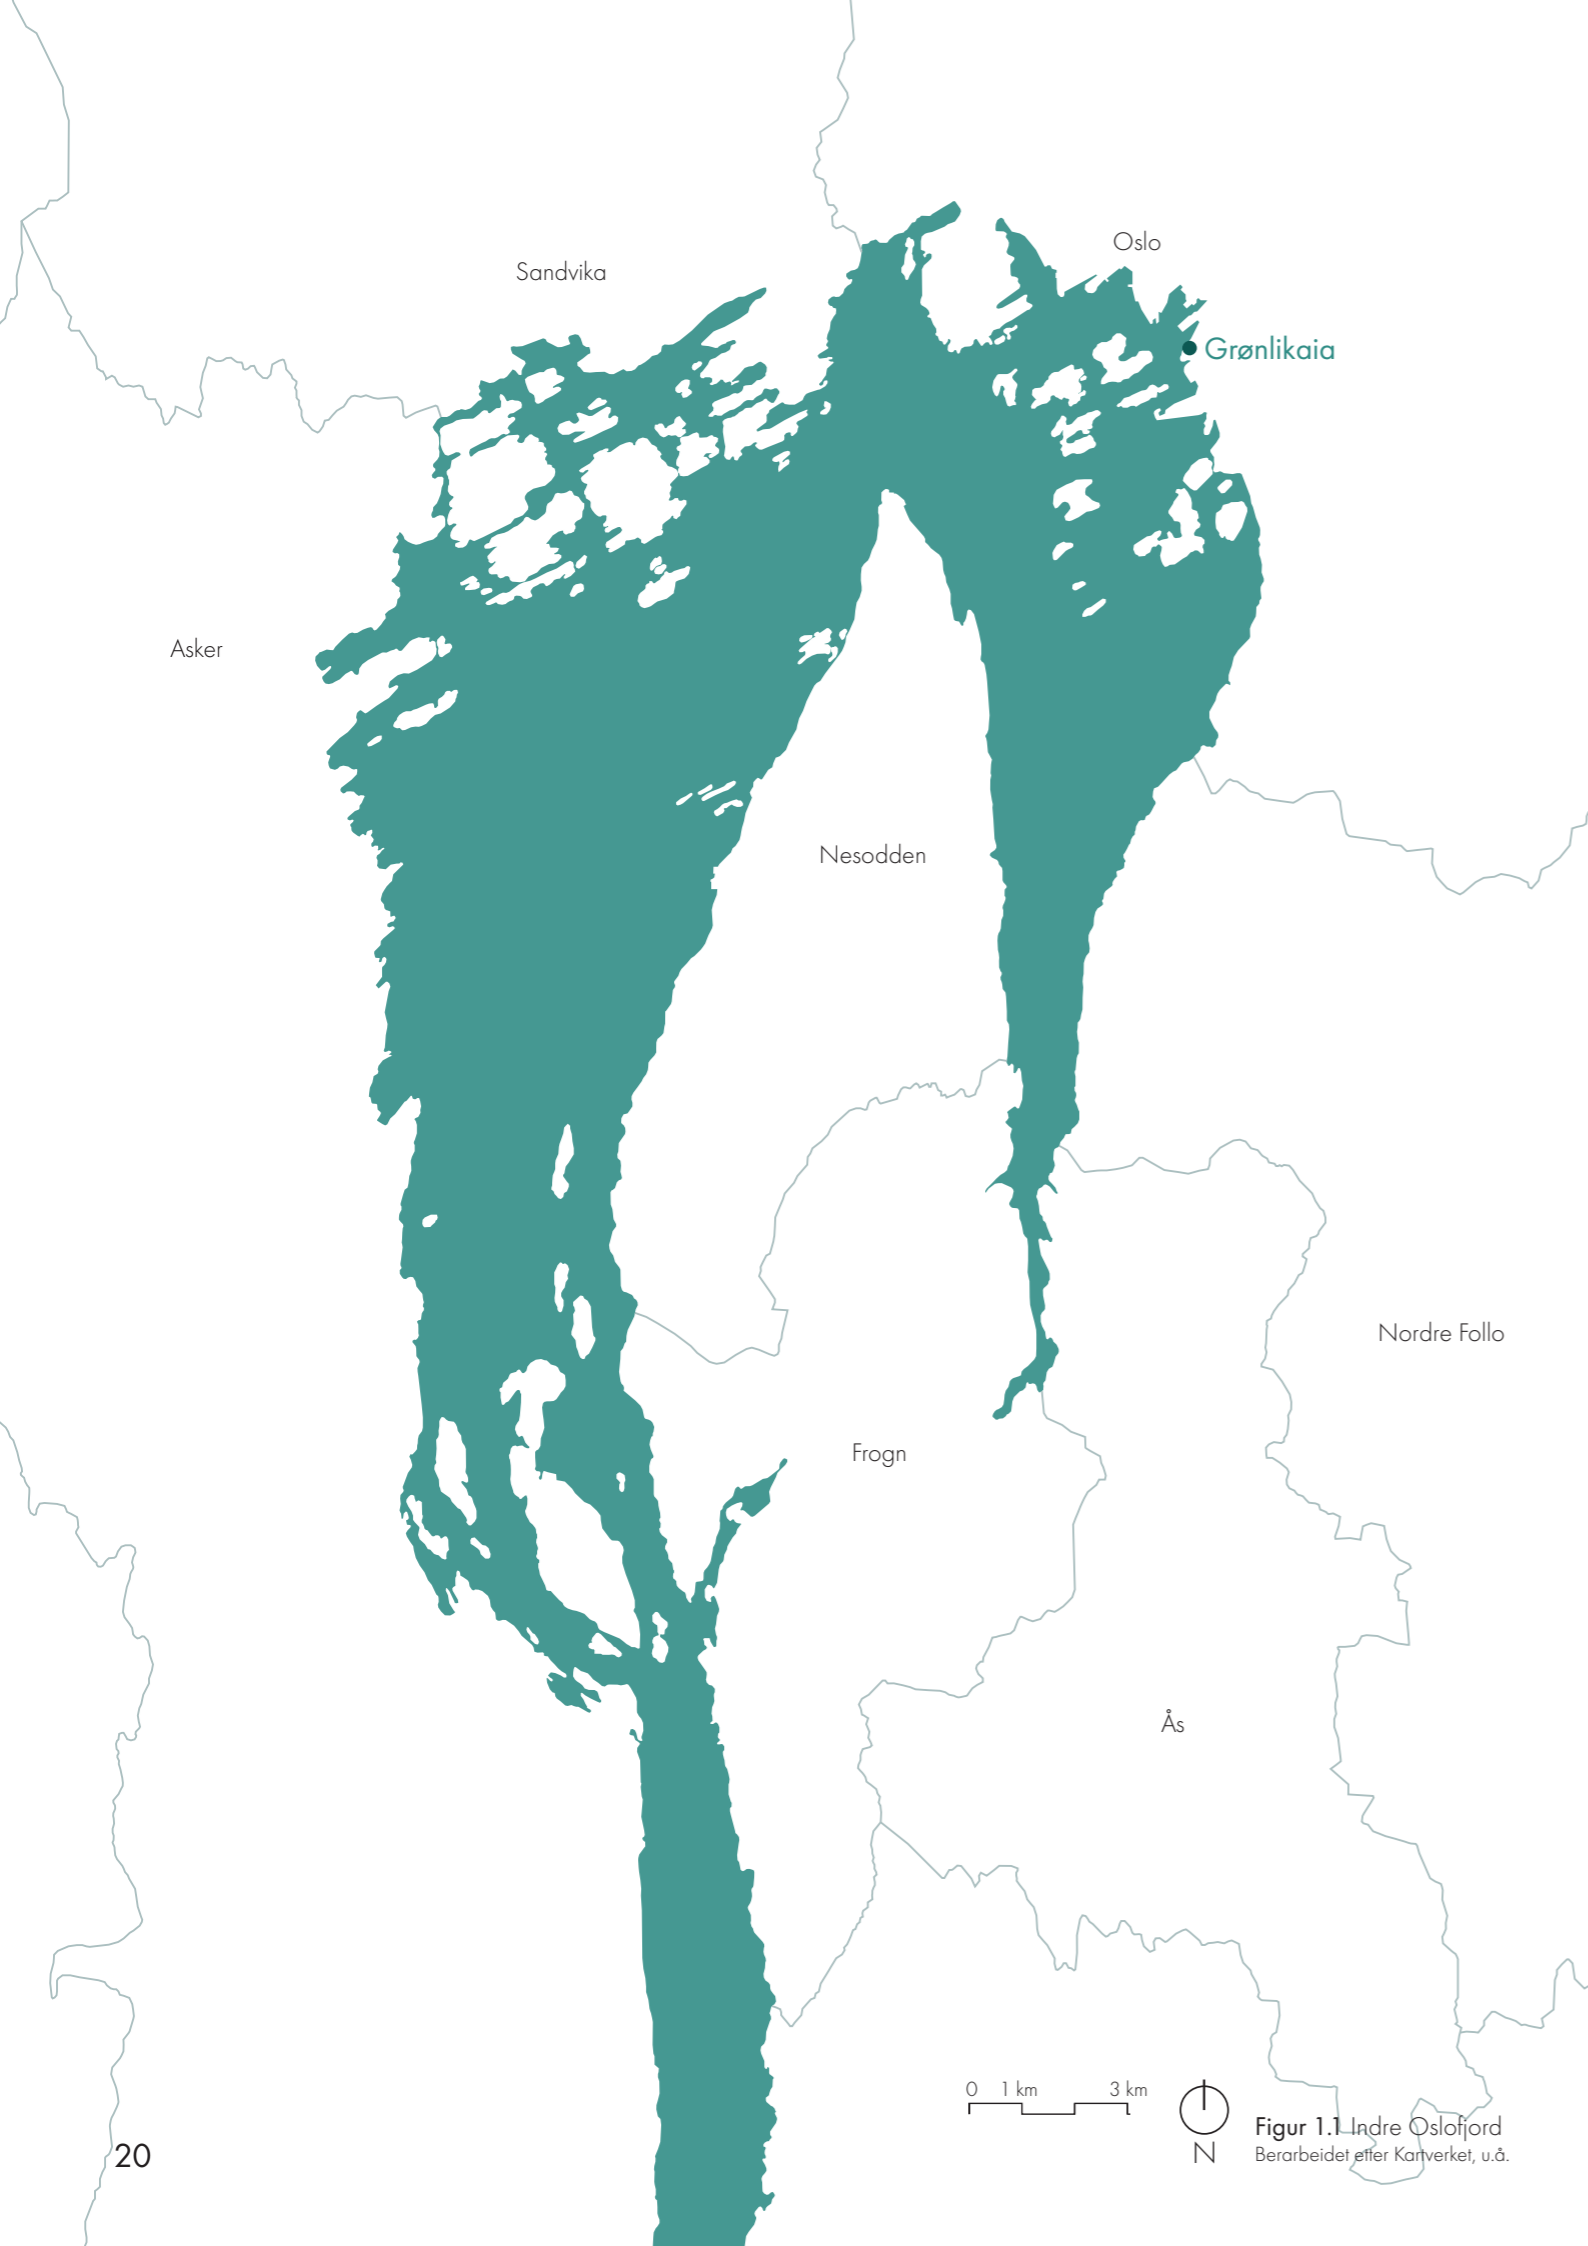 Oslo
Sandvika
Grønlikaia
Asker
Nesodden
Nordre Follo
Frogn
Ås
0 1 km 3 km
N
Figur 1.1 Indre Oslofjord
Berarbeidet etter Kartverket, u.å.
20